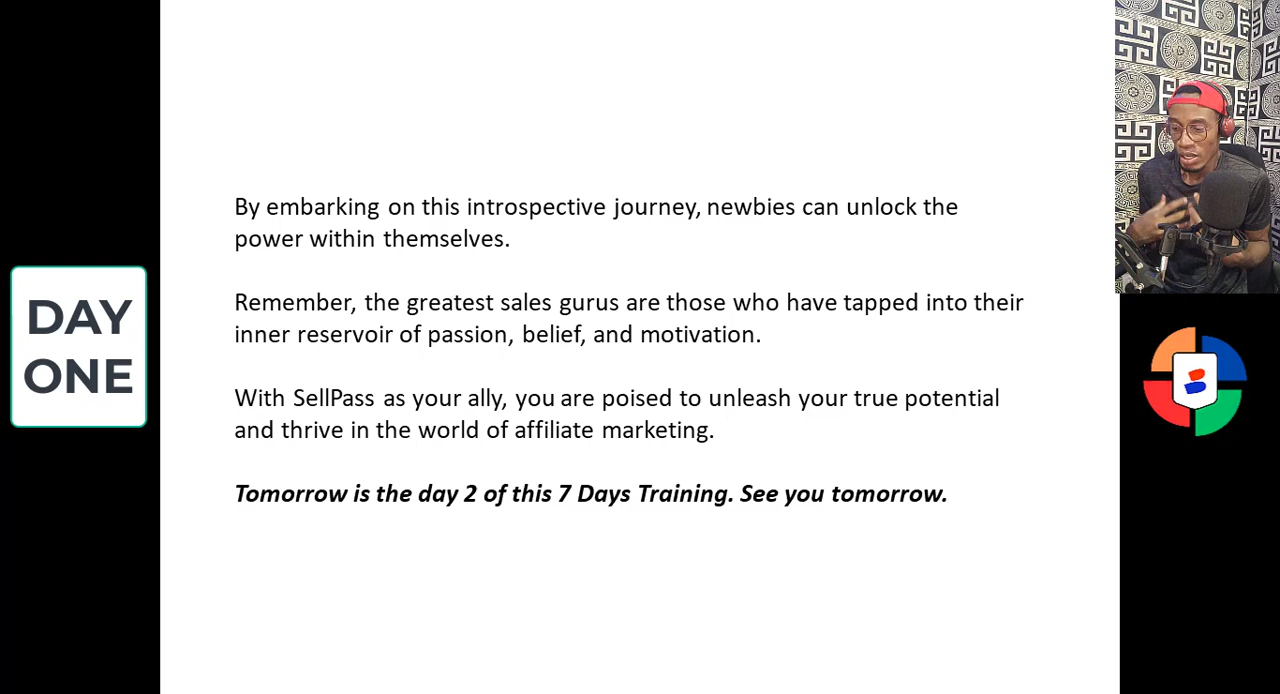 DAY
ONE
By embarking on this introspective journey, newbies can unlock the
power within themselves.
Remember, the greatest sales gurus are those who have tapped into their
inner reservoir of passion, belief, and motivation.
With SellPass as your ally, you are poised to unleash your true potential
and thrive in the world of affiliate marketing.
Tomorrow is the day 2 of this 7 Days Training. See you tomorrow.